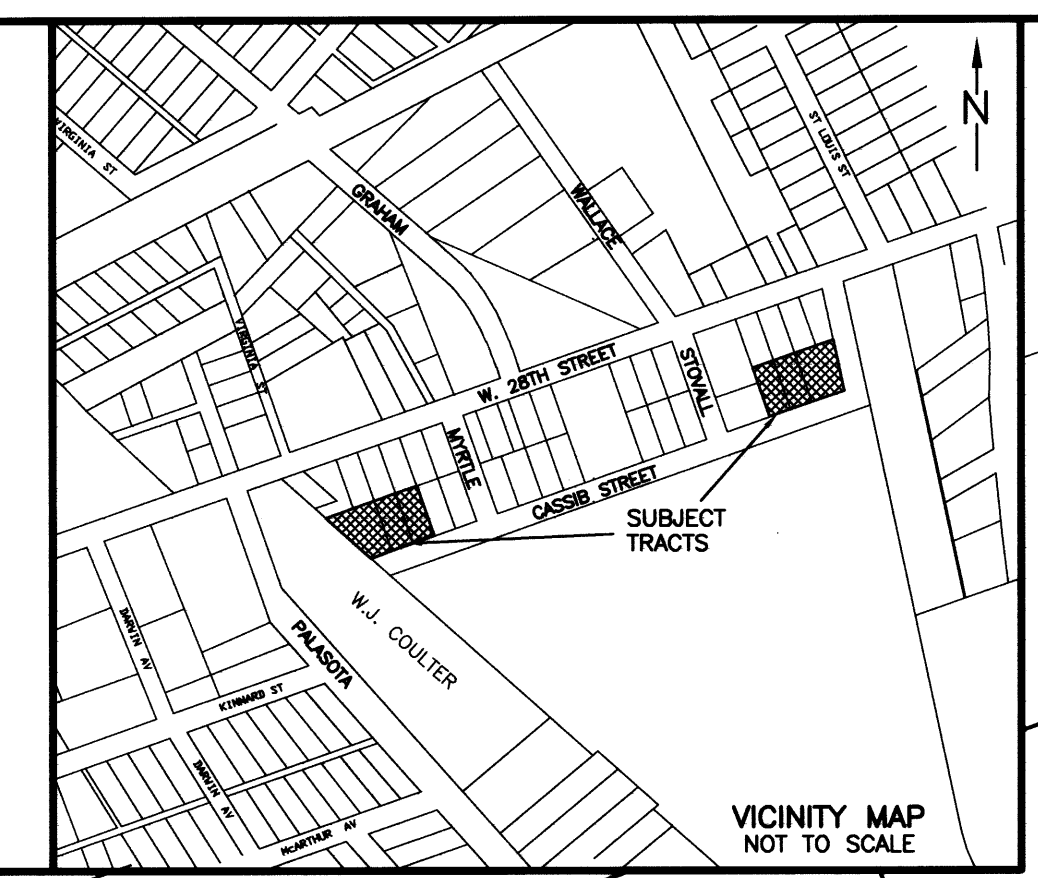 VIRGINIA ST
ST LOUIS ST
N
GRAHAM
WALLACE
VIRGINIA ST
W. 28TH STREET
STOVALL
MYRTLE
CASSIB STREET
SUBJECT
TRACTS
W.J. COULTER
DARWIN AV
PALASOTA
KINNARD ST
DARWIN AV
McARTHUR AV
VICINITY MAP
NOT TO SCALE